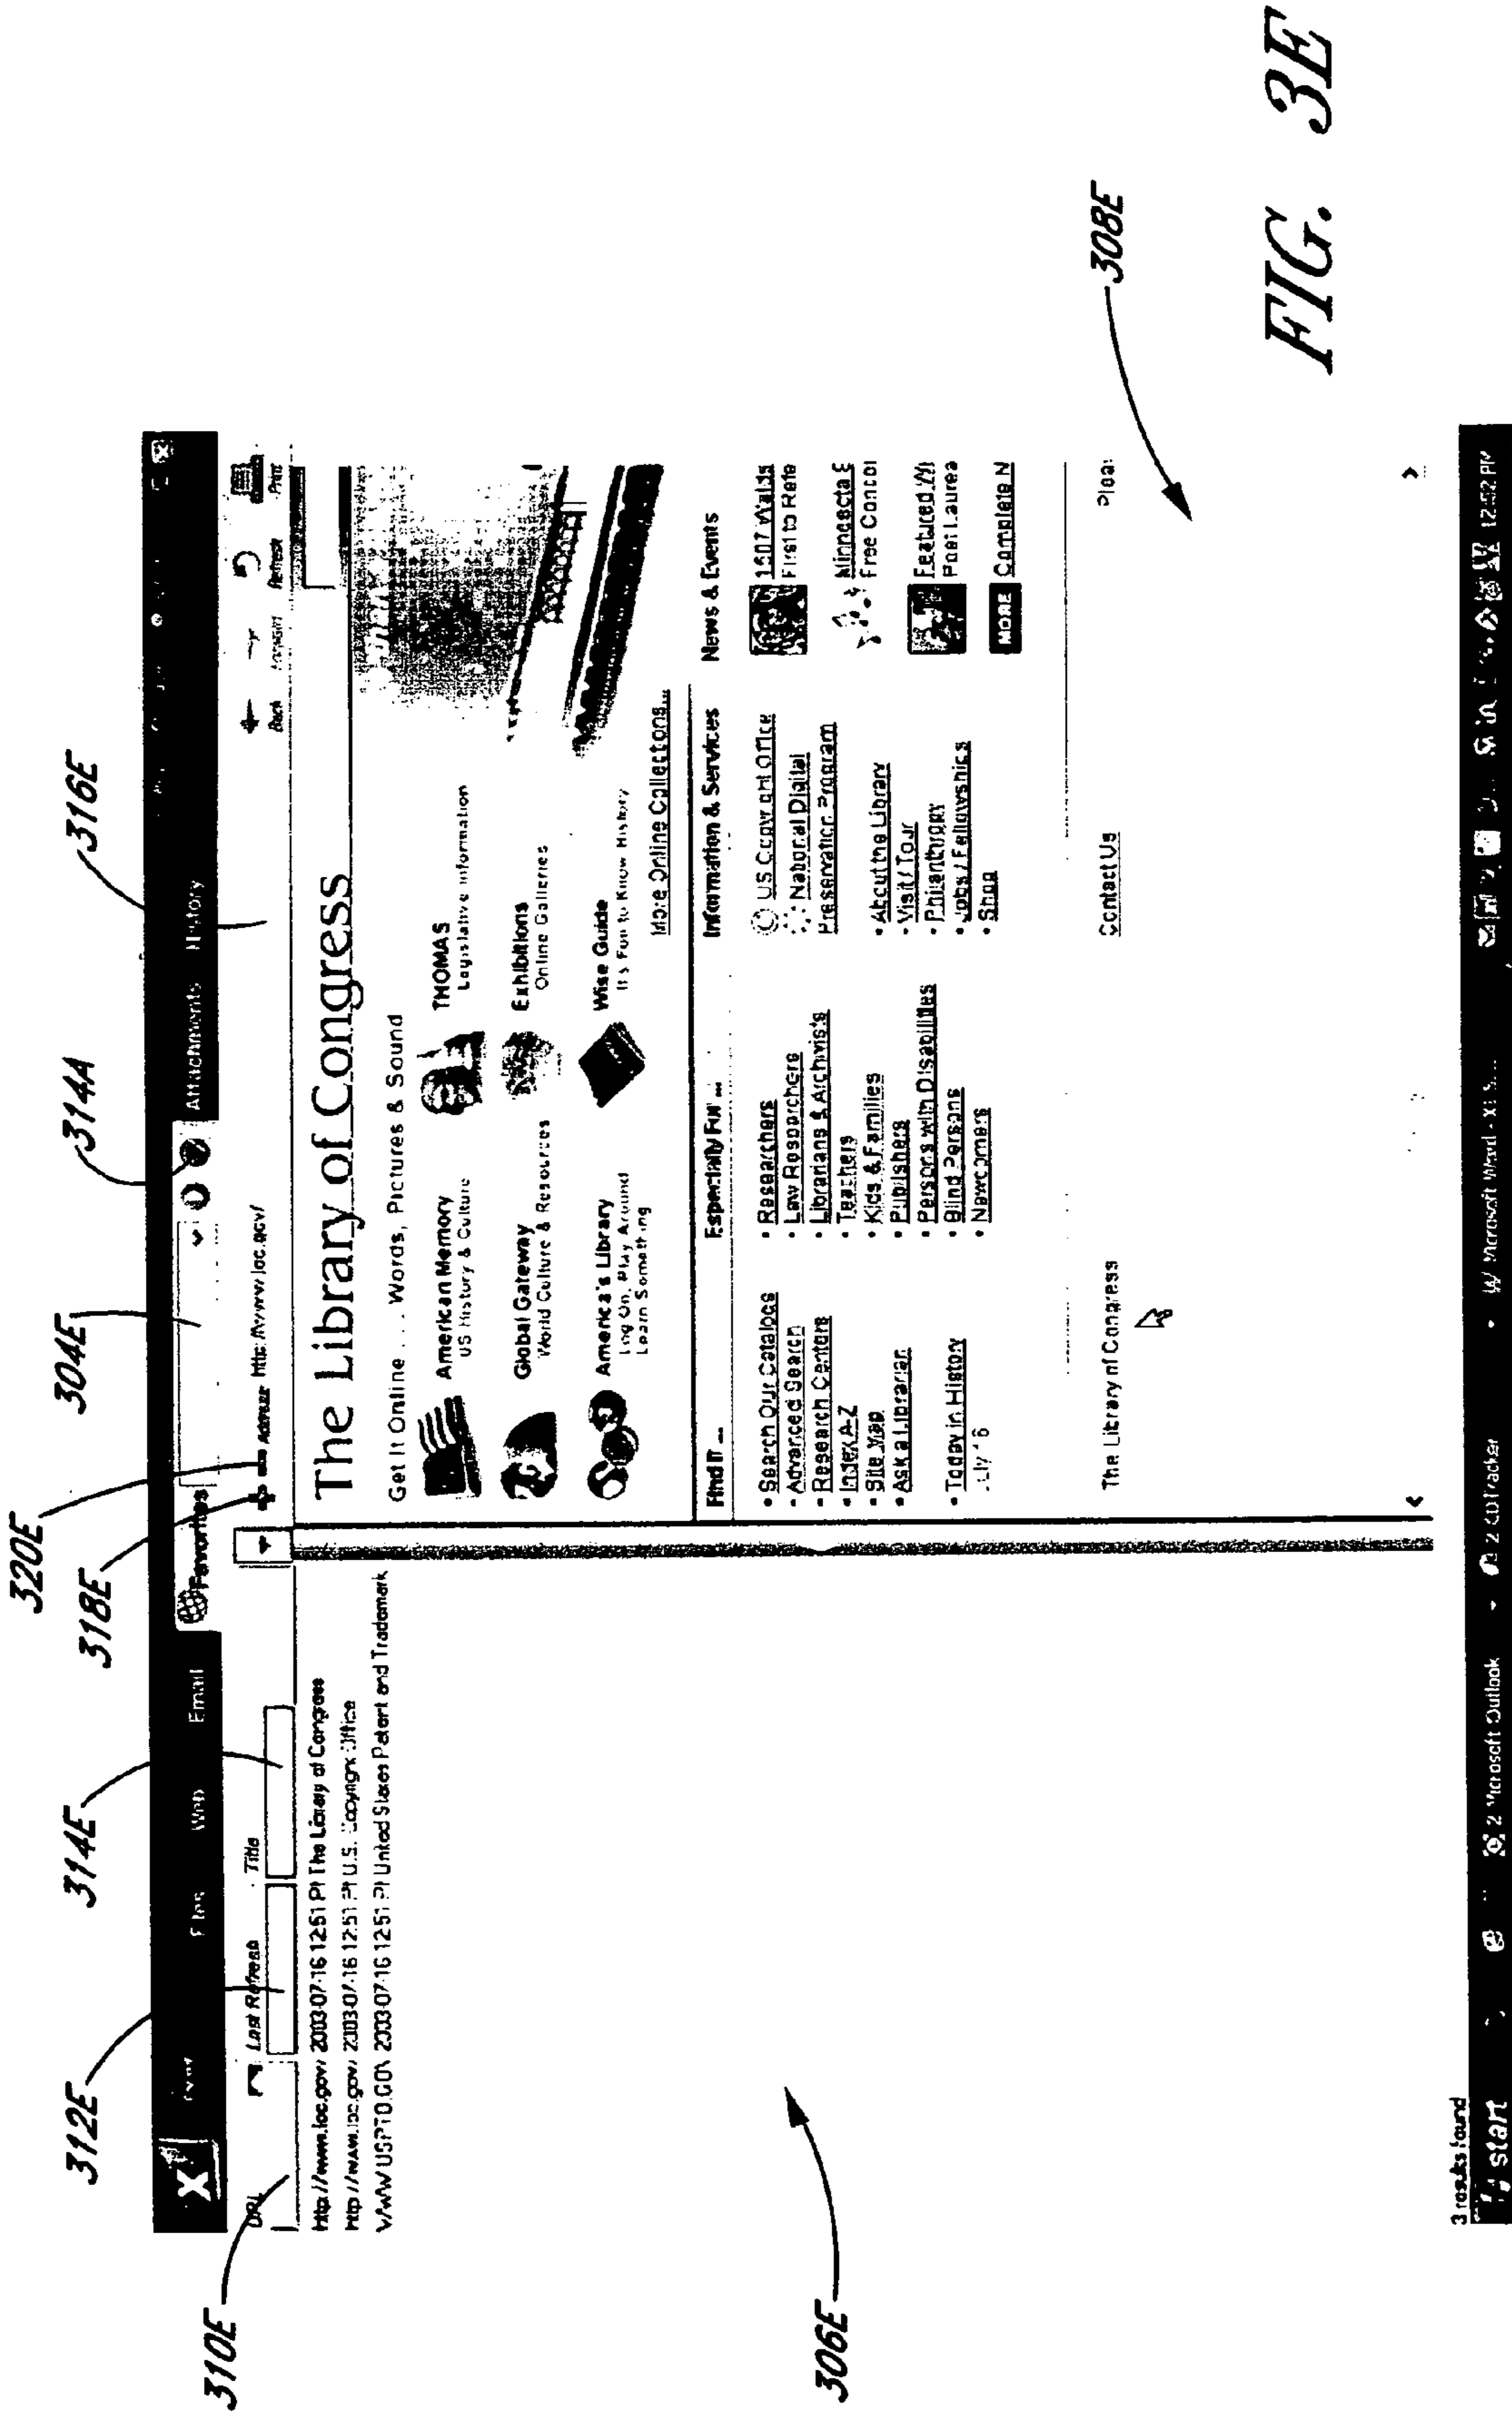 320E
318E
304E
314A
316E
312E
314E
310E
Files Web Email Favorites Attachments History
URL Last Refresh Title
Address http://www.loc.gov/ Back Refresh Print
http://www.loc.gov/ 2003-07-16 12:51 PM The Library of Congress
http://www.loc.gov/ 2003-07-16 12:51 PM U.S. Copyright Office
WWW.USPTO.GOV 2003-07-16 12:51 PM United States Patent and Trademark
The Library of Congress
Get It Online ... Words, Pictures & Sound
American Memory
US History & Culture
THOMAS
Legislative Information
Global Gateway
World Culture & Resources
Exhibitions
Online Galleries
America's Library
Log On, Play Around
Learn Something
Wise Guide
It's Fun to Know History
More Online Collections...
Find It ...
• Search Our Catalogs
• Advanced Search
• Research Centers
• Index A-Z
• Site Map
• Ask a Librarian
• Today in History
July 16
Especially For ...
• Researchers
• Law Researchers
• Librarians & Archivists
• Teachers
• Kids & Families
• Publishers
• Persons with Disabilities
• Blind Persons
• Newcomers
Information & Services
© US Copyright Office
National Digital
Preservation Program
• About the Library
• Visit / Tour
• Philanthropy
• Jobs / Fellowships
• Shop
News & Events
1507 Walds
First to Refe
Minnesota E
Free Concer
Featured
Poet Laurea
MORE Complete N
The Library of Congress Contact Us
306E
308E
3 results found
start 2 Microsoft Outlook 2 CDTracker Microsoft Word 12:52 PM
FIG. 3E